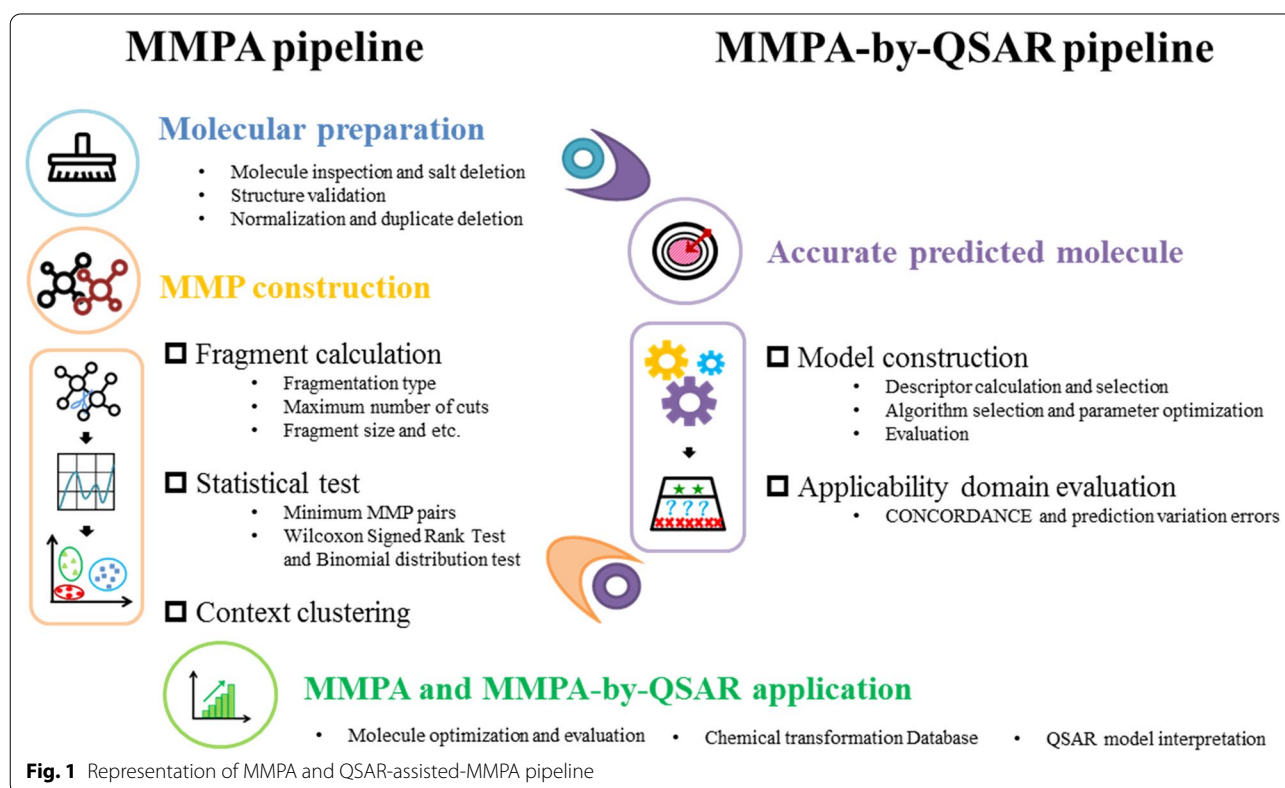 MMPA pipeline
Molecular preparation
• Molecule inspection and salt deletion
• Structure validation
• Normalization and duplicate deletion
MMP construction
Fragment calculation
• Fragmentation type
• Maximum number of cuts
• Fragment size and etc.
Statistical test
• Minimum MMP pairs
• Wilcoxon Signed Rank Test
and Binomial distribution test
Context clustering
MMPA-by-QSAR pipeline
Accurate predicted molecule
Model construction
• Descriptor calculation and selection
• Algorithm selection and parameter optimization
• Evaluation
? ? ?
XXXXXXX
Applicability domain evaluation
• CONCORDANCE and prediction variation errors
MMPA and MMPA-by-QSAR application
• Molecule optimization and evaluation • Chemical transformation Database • QSAR model interpretation
Fig. 1 Representation of MMPA and QSAR-assisted-MMPA pipeline